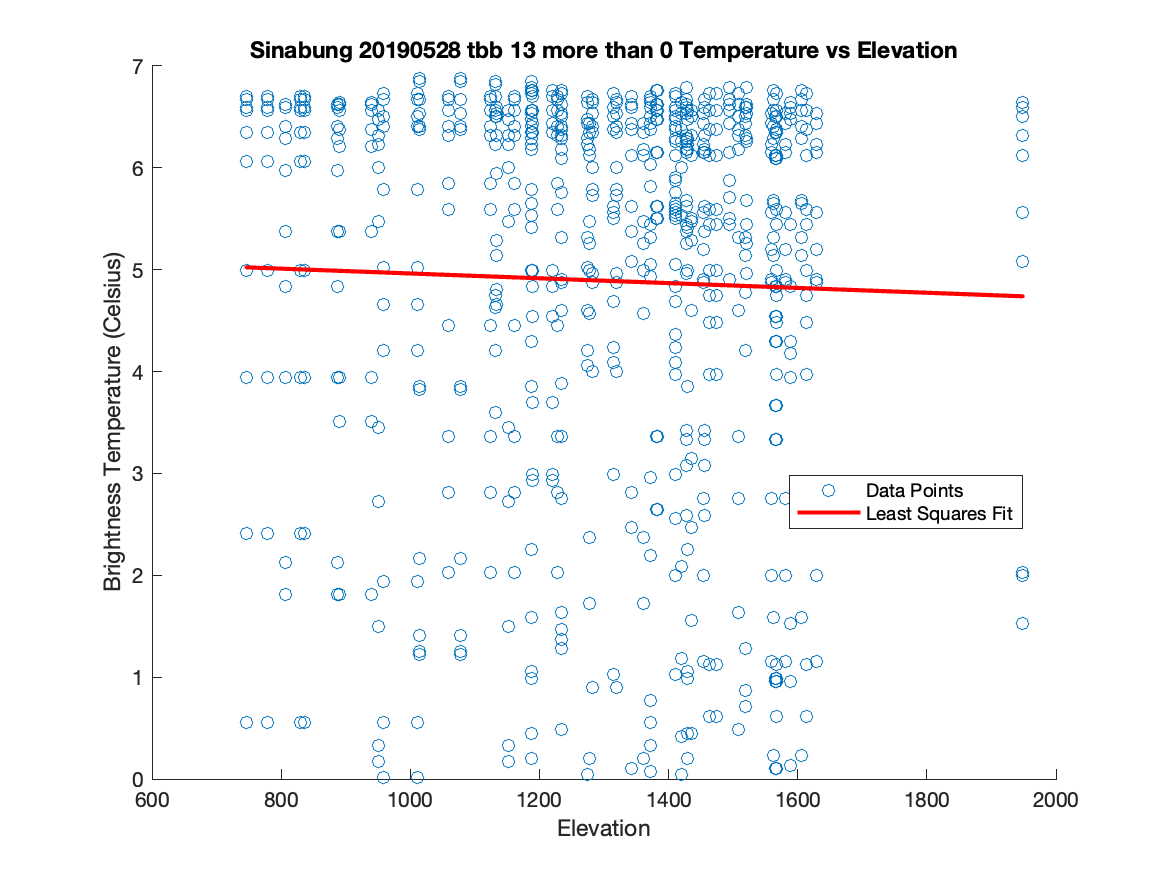 Sinabung 20190528 tbb 13 more than 0 Temperature vs Elevation
7
6
5
4
3
2
1
0
Brightness Temperature (Celsius)
Data Points
Least Squares Fit
600 800 1000 1200 1400 1600 1800 2000
Elevation